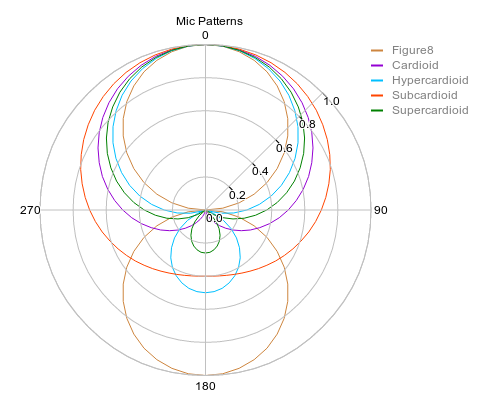 Mic Patterns
0
Figure8
Cardioid
Hypercardioid
Subcardioid
Supercardioid
1.0
0.8
0.6
0.4
0.2
0.0
270
90
180